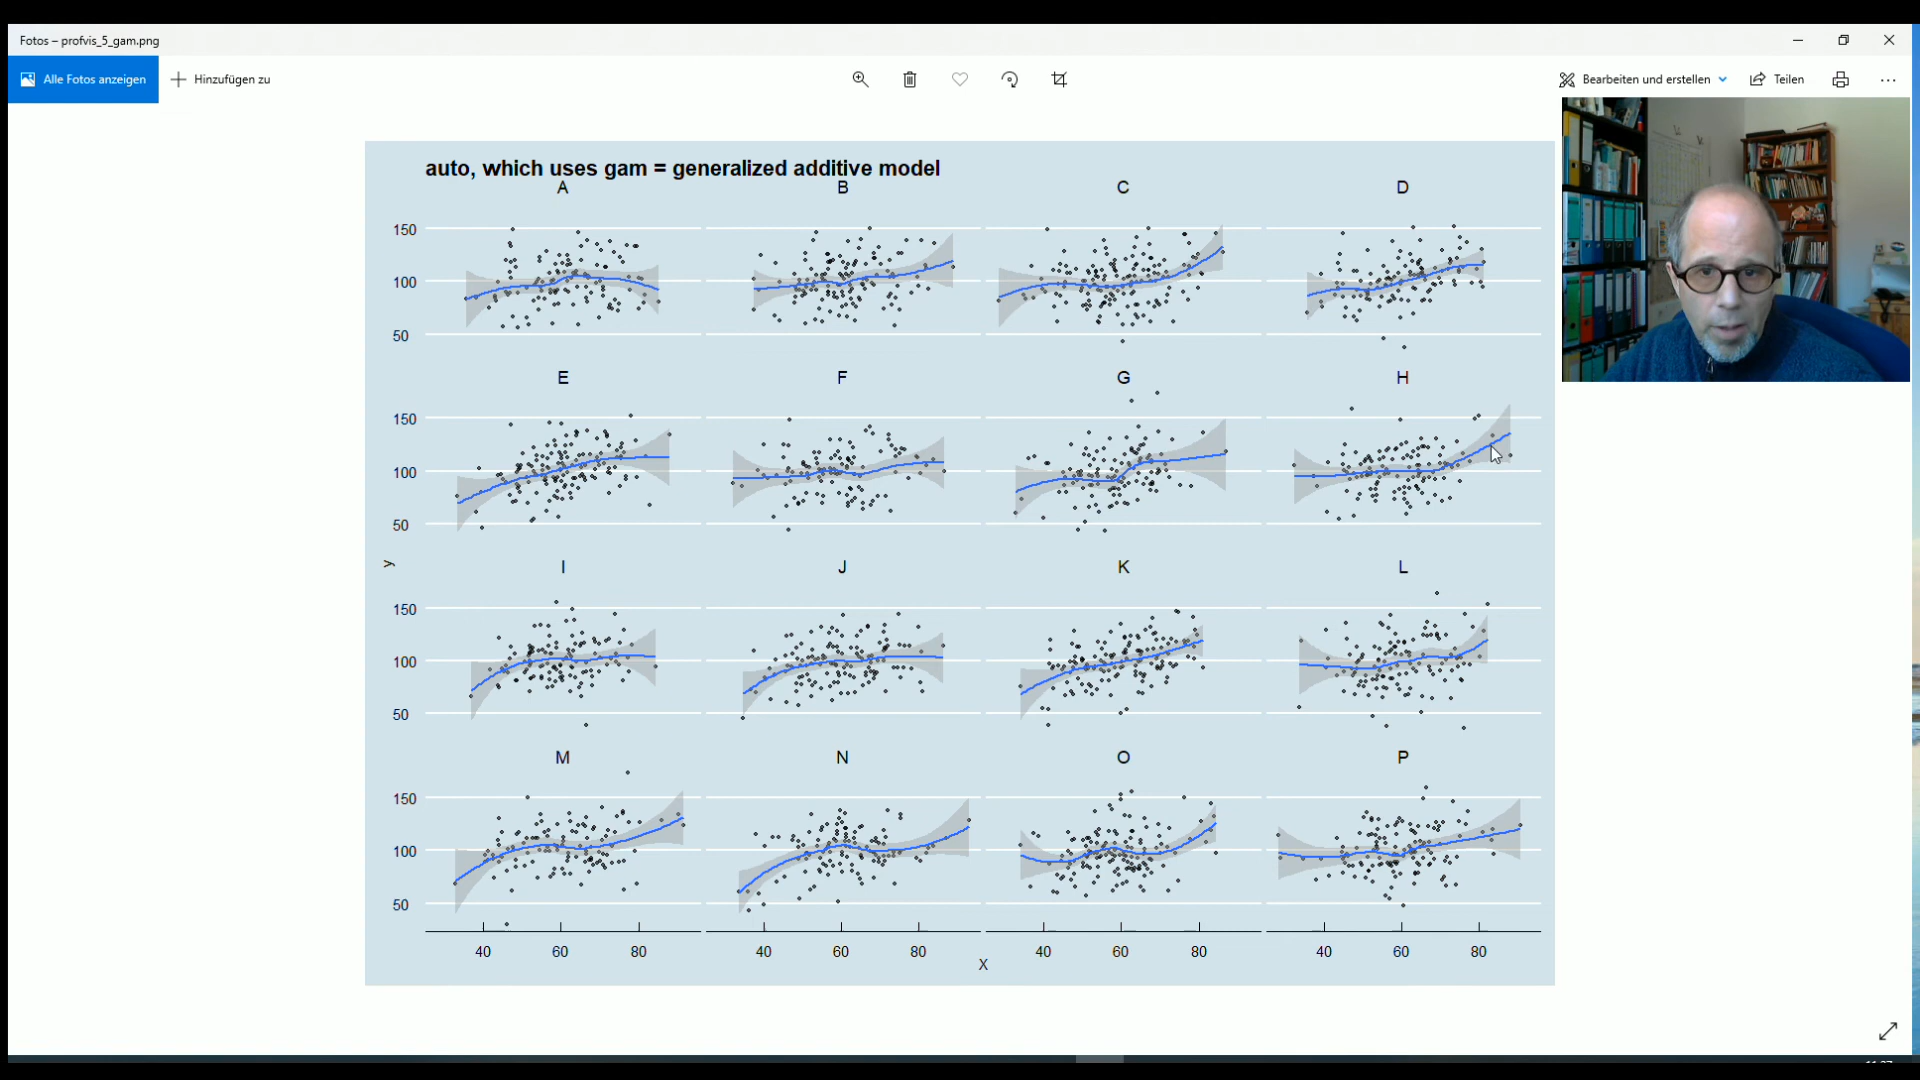 Fotos – profvis_5_gam.png
Alle Fotos anzeigen
Hinzufügen zu
Bearbeiten und erstellen
Teilen
auto, which uses gam = generalized additive model
A B C D
150
100
50
E F G H
150
100
50
y
I J K L
150
100
50
M N O P
150
100
50
40 60 80 40 60 80 40 60 80 40 60 80
X